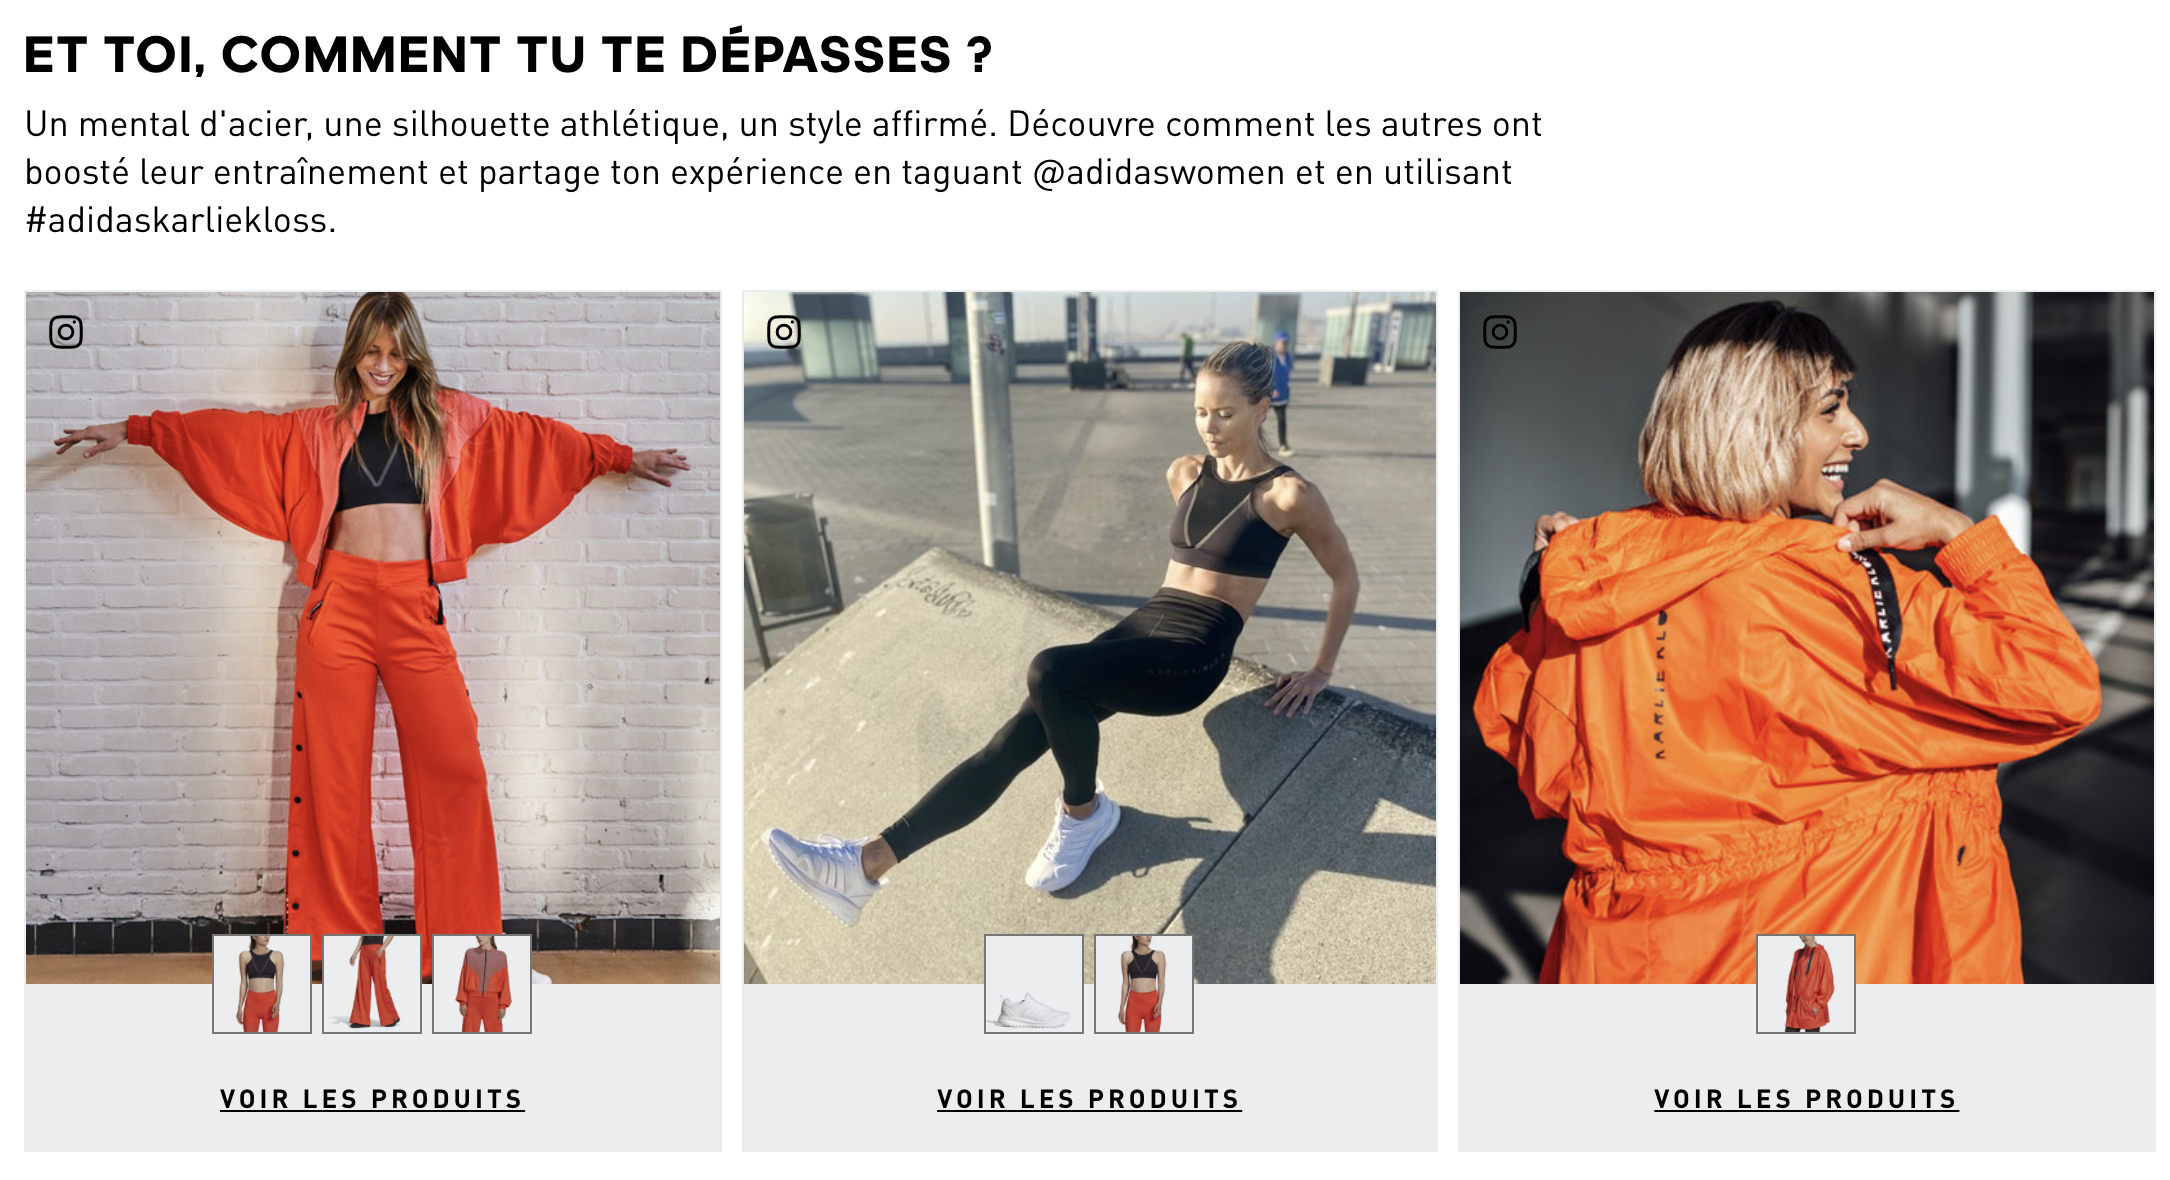 ET TOI, COMMENT TU TE DÉPASSES ?
Un mental d'acier, une silhouette athlétique, un style affirmé. Découvre comment les autres ont
boosté leur entraînement et partage ton expérience en taguant @adidaswomen et en utilisant
#adidaskarliekloss.
KARLIE KLO
KARLIE KL
VOIR LES PRODUITS
VOIR LES PRODUITS
VOIR LES PRODUITS